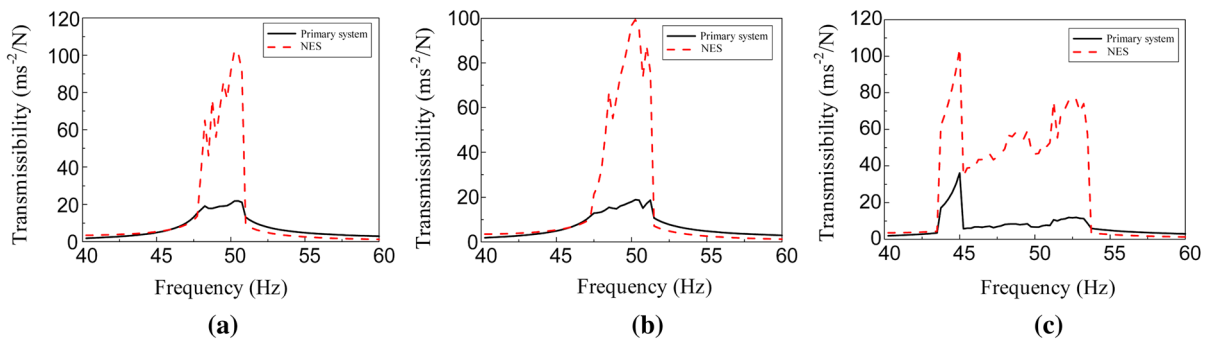 120
100
80
60
40
20
0
Transmissibility (ms⁻²/N)
Primary system
NES
40 45 50 55 60
Frequency (Hz)
(a)
100
80
60
40
20
0
Transmissibility (ms⁻²/N)
Primary system
NES
40 45 50 55 60
Frequency (Hz)
(b)
120
100
80
60
40
20
0
Transmissibility (ms⁻²/N)
Primary system
NES
40 45 50 55 60
Frequency (Hz)
(c)